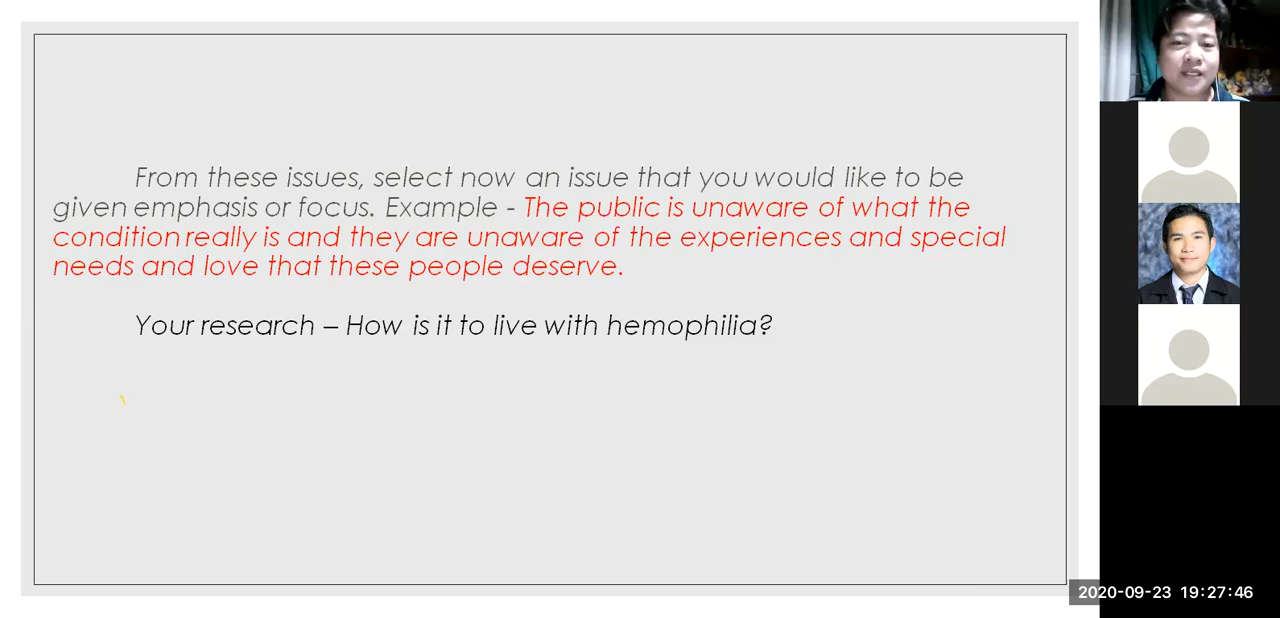 From these issues, select now an issue that you would like to be
given emphasis or focus. Example - The public is unaware of what the
condition really is and they are unaware of the experiences and special
needs and love that these people deserve.
Your research – How is it to live with hemophilia?
2020-09-23 19:27:46